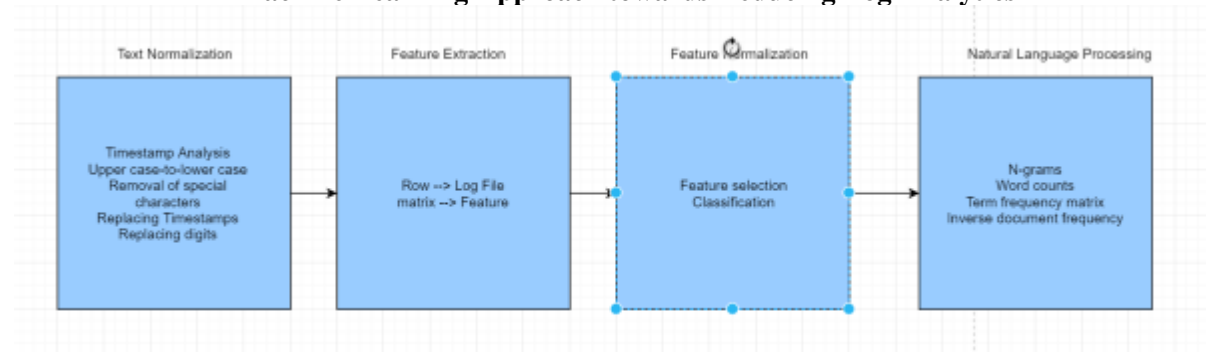 Text Normalization
Feature Extraction
Feature Normalization
Natural Language Processing
Timestamp Analysis
Upper case-to-lower case
Removal of special
characters
Replacing Timestamps
Replacing digits
Row --> Log File
matrix --> Feature
Feature selection
Classification
N-grams
Word counts
Term frequency matrix
Inverse document frequency